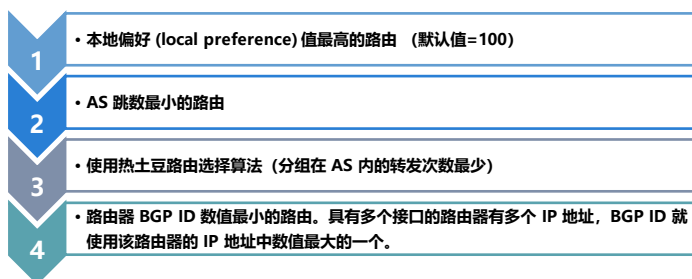 1
• 本地偏好 (local preference) 值最高的路由 （默认值=100）
2
• AS 跳数最小的路由
3
• 使用热土豆路由选择算法（分组在 AS 内的转发次数最少）
4
• 路由器 BGP ID 数值最小的路由。具有多个接口的路由器有多个 IP 地址，BGP ID 就
使用该路由器的 IP 地址中数值最大的一个。